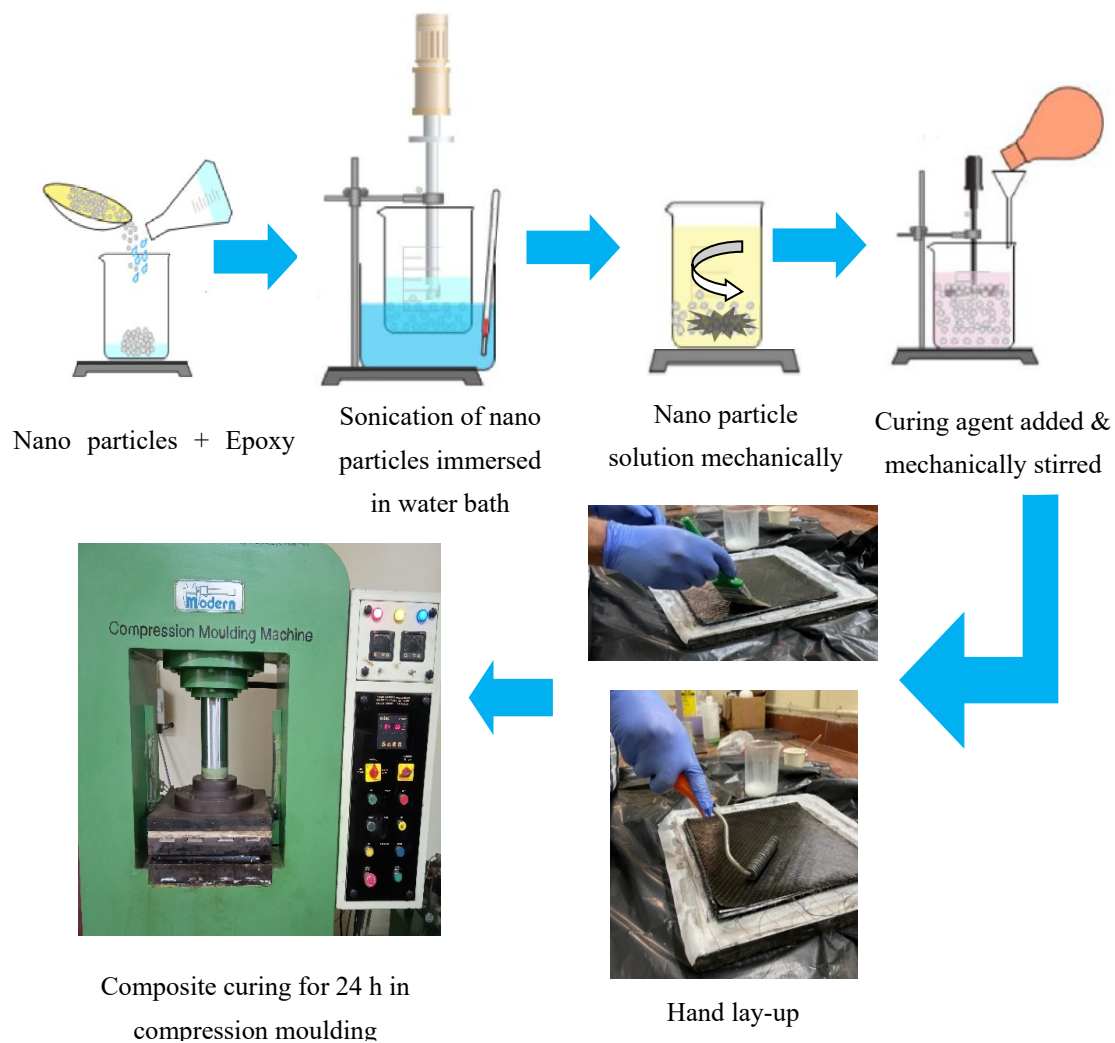 Nano particles + Epoxy
Sonication of nano
particles immersed
in water bath
Nano particle
solution mechanically
Curing agent added &
mechanically stirred
Modern
Compression Moulding Machine
Composite curing for 24 h in
compression moulding
Hand lay-up